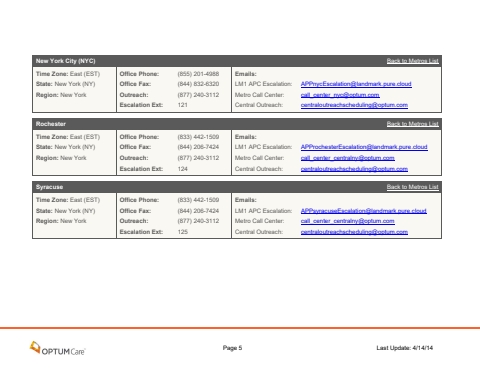 New York City (NYC) Back to Metros List
Time Zone: East (EST) Office Phone: (855) 201-4988 Emails:
State: New York (NY) Office Fax: (844) 832-6320 LM1 APC Escalation: APPnycEscalation@landmark.pure.cloud
Region: New York Outreach: (877) 240-3112 Metro Call Center: call_center_nyc@optum.com
Escalation Ext: 121 Central Outreach: centraloutreachscheduling@optum.com
Rochester Back to Metros List
Time Zone: East (EST) Office Phone: (833) 442-1509 Emails:
State: New York (NY) Office Fax: (844) 206-7424 LM1 APC Escalation: APProchesterEscalation@landmark.pure.cloud
Region: New York Outreach: (877) 240-3112 Metro Call Center: call_center_centralny@optum.com
Escalation Ext: 124 Central Outreach: centraloutreachscheduling@optum.com
Syracuse Back to Metros List
Time Zone: East (EST) Office Phone: (833) 442-1509 Emails:
State: New York (NY) Office Fax: (844) 206-7424 LM1 APC Escalation: APPsyracuseEscalation@landmark.pure.cloud
Region: New York Outreach: (877) 240-3112 Metro Call Center: call_center_centralny@optum.com
Escalation Ext: 125 Central Outreach: centraloutreachscheduling@optum.com
OPTUMCare Page 5 Last Update: 4/14/14